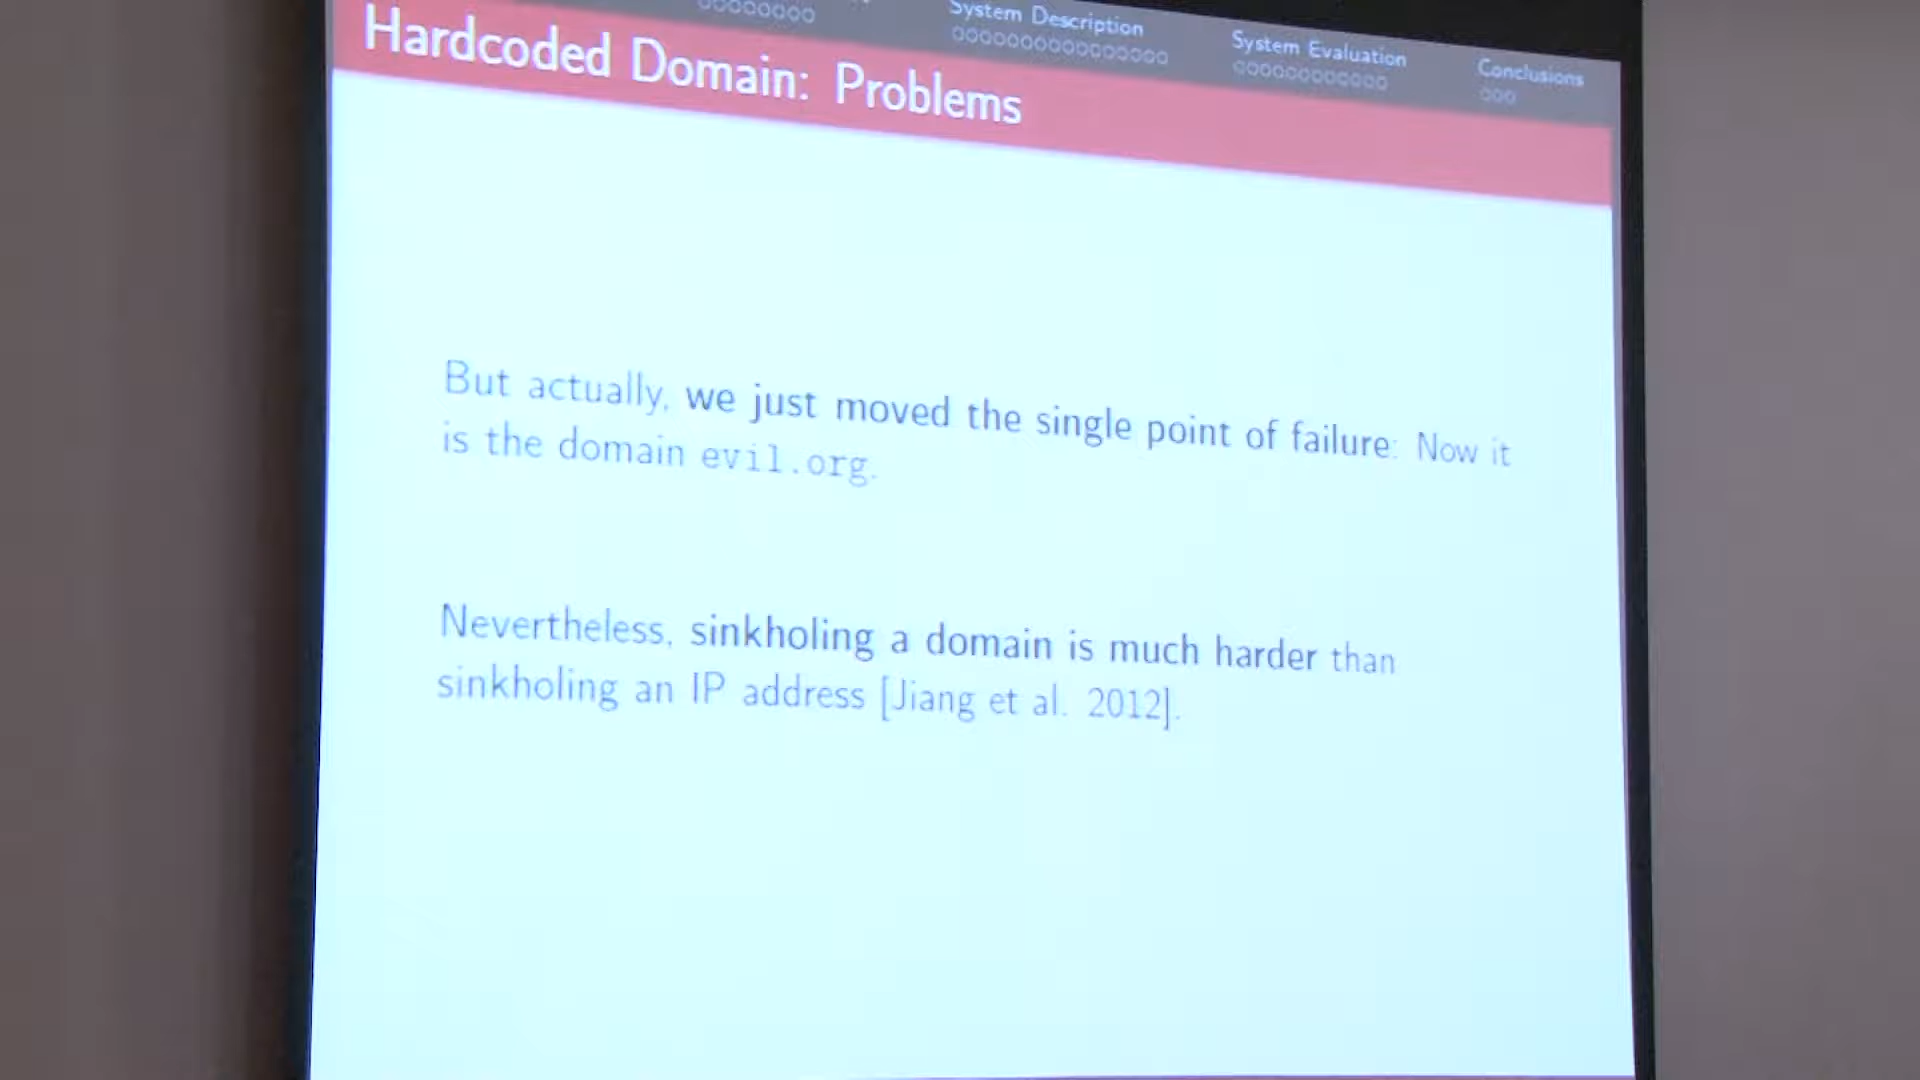 System Description
System Evaluation
Conclusions
Hardcoded Domain: Problems
But actually, we just moved the single point of failure: Now it
is the domain evil.org.
Nevertheless, sinkholing a domain is much harder than
sinkholing an IP address [Jiang et al. 2012].